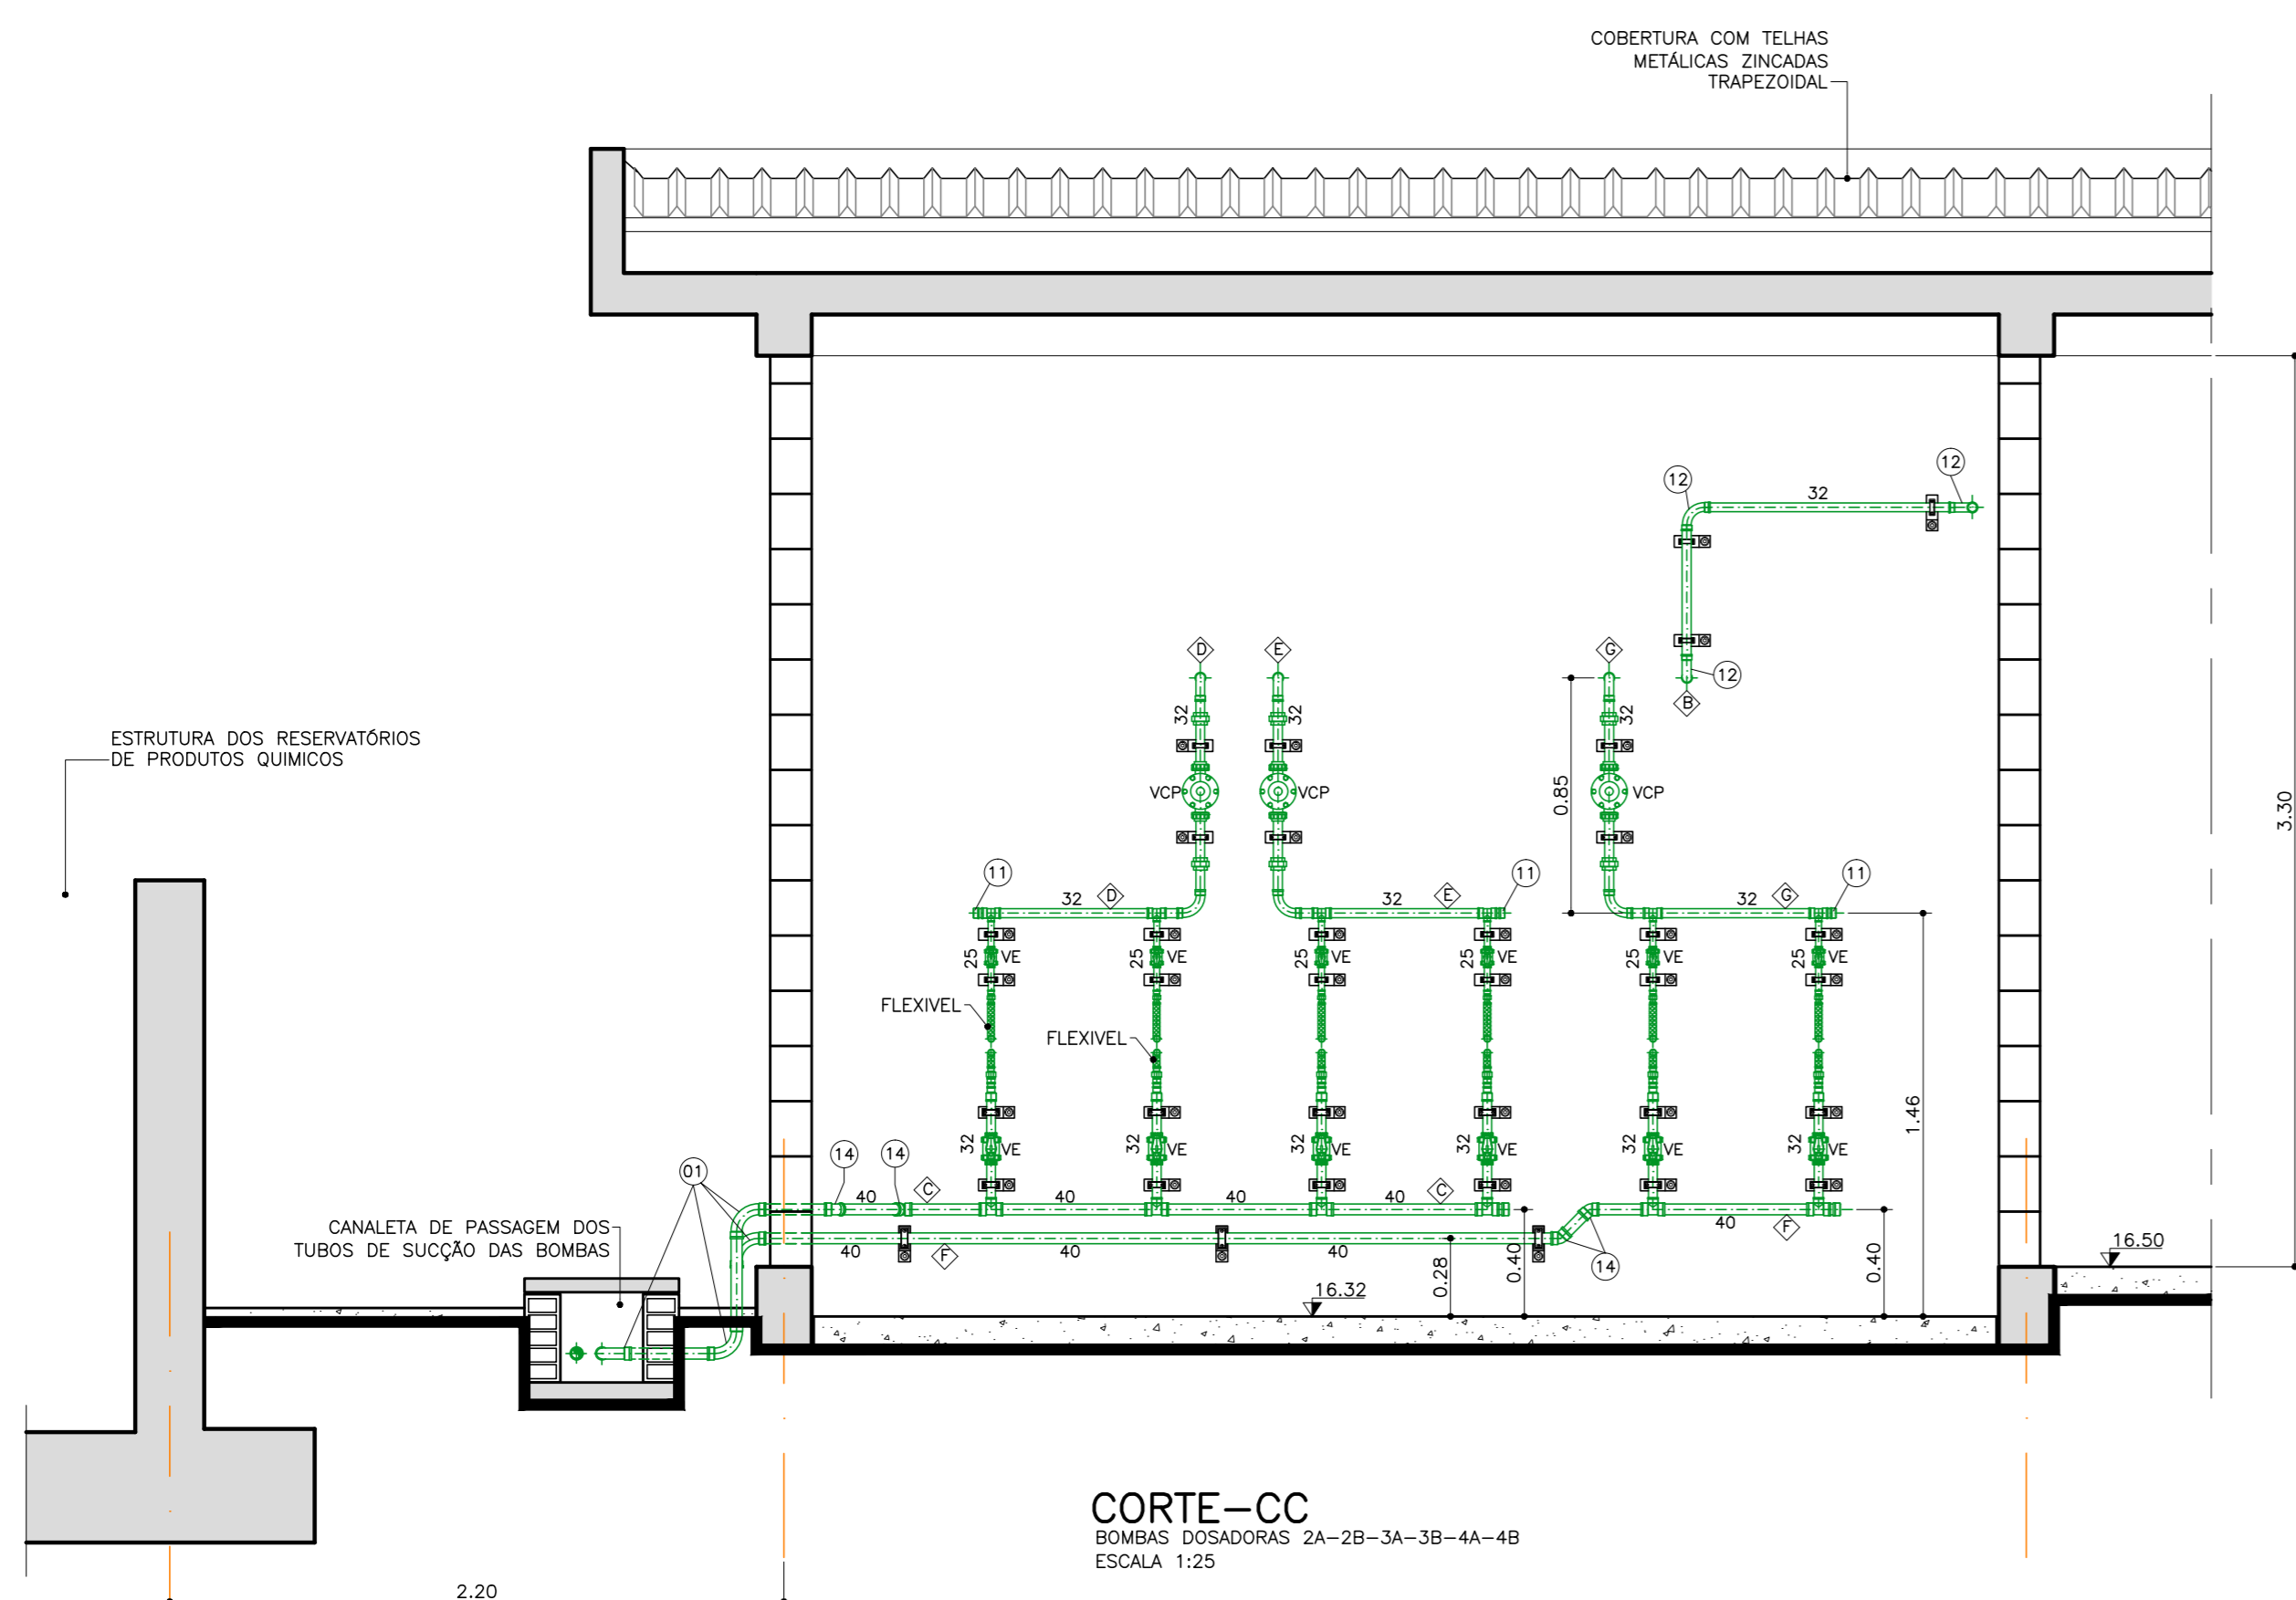 COBERTURA COM TELHAS
METÁLICAS ZINCADAS
TRAPEZOIDAL
12
12
32
D
E
G
12
B
32
32
32
ESTRUTURA DOS RESERVATÓRIOS
DE PRODUTOS QUIMICOS
VCP
VCP
VCP
0.85
3.30
11
11
11
32
D
32
E
32
G
25
VE
25
VE
25
VE
25
VE
25
VE
25
VE
FLEXIVEL
FLEXIVEL
1.46
32
VE
32
VE
32
VE
32
VE
32
VE
32
VE
01
14
14
40
C
40
40
40
C
40
F
CANALETA DE PASSAGEM DOS
TUBOS DE SUCÇÃO DAS BOMBAS
40
F
40
40
14
0.28
0.40
0.40
16.50
16.32
CORTE-CC
BOMBAS DOSADORAS 2A-2B-3A-3B-4A-4B
ESCALA 1:25
2.20